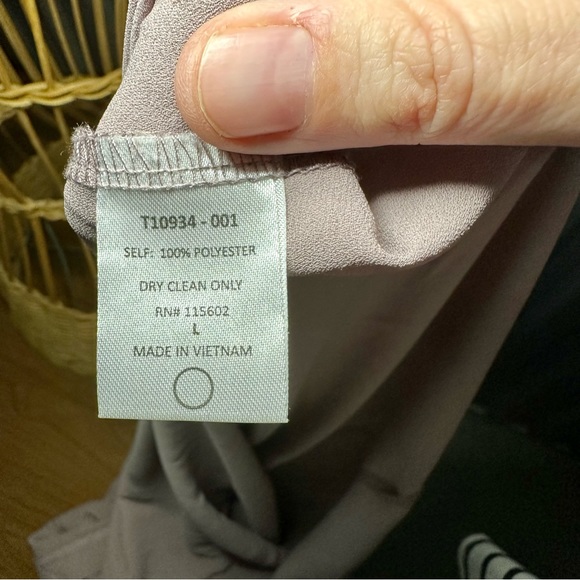 T10934 - 001
SELF: 100% POLYESTER
DRY CLEAN ONLY
RN# 115602
L
MADE IN VIETNAM